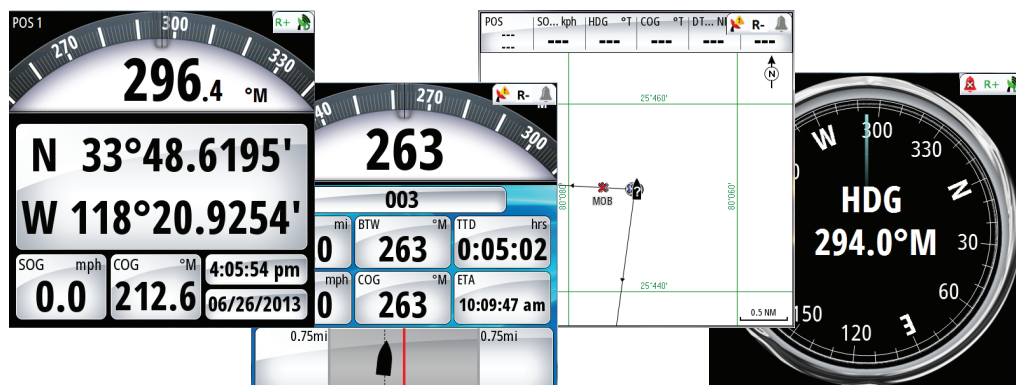 POS 1
R+
270
300
330
296.4 °M
N 33°48.6195'
W 118°20.9254'
SOG mph
0.0
COG °M
212.6
4:05:54 pm
06/26/2013
R-
270
300
263
003
mi
0
BTW °M
263
TTD hrs
0:05:02
mph
0
COG °M
263
ETA
10:09:47 am
0.75mi
0.75mi
POS SO... kph HDG °T COG °T DT... R-
--- --- --- --- --- ---
---
N
25°460'
80°080'
80°060'
MOB
?
25°440'
0.5 NM
R+
W
300
330
N
30
60
E
120
150
HDG
294.0°M